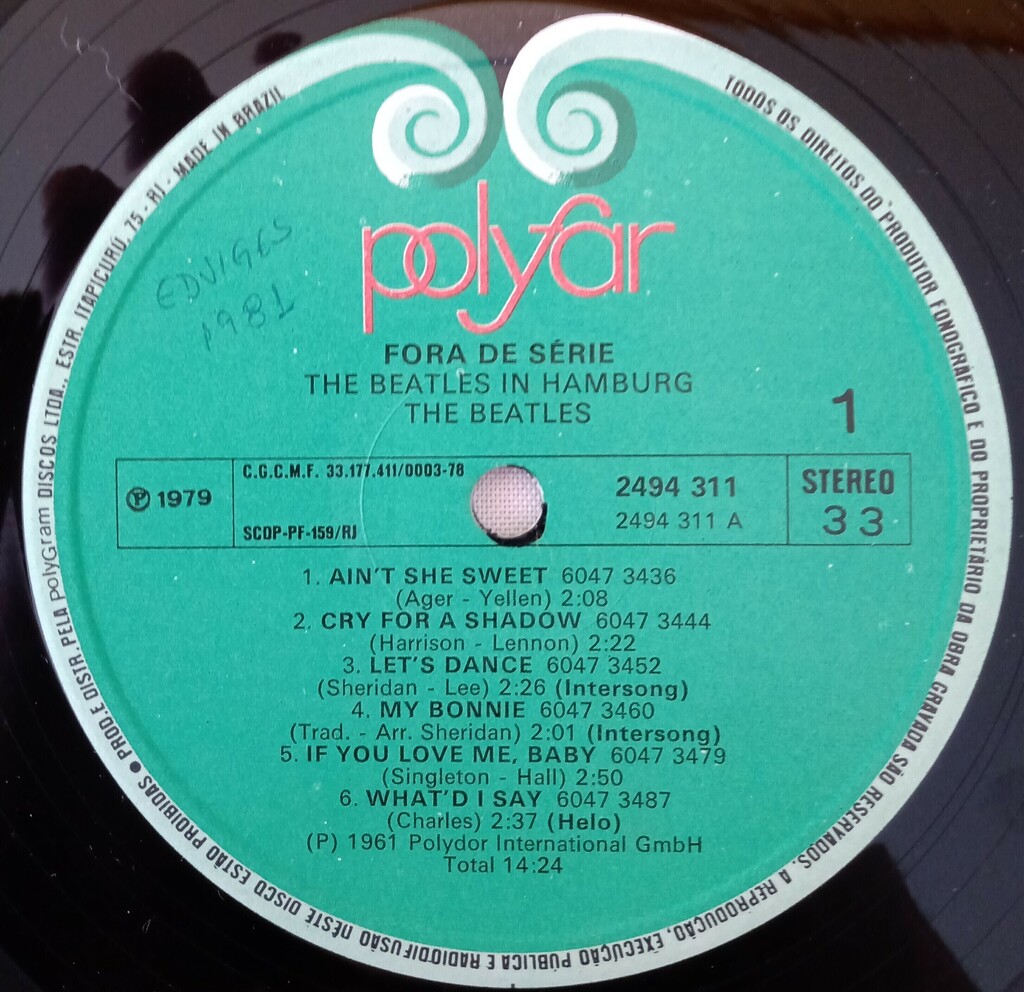 polyfar
EDVIGES
1981
FORA DE SÉRIE
THE BEATLES IN HAMBURG
THE BEATLES
1
℗ 1979
C.G.C.M.F. 33.177.411/0003-78
SCDP-PF-159/RJ
2494 311
2494 311 A
STEREO
33
1. AIN'T SHE SWEET 6047 3436
(Ager - Yellen) 2:08
2. CRY FOR A SHADOW 6047 3444
(Harrison - Lennon) 2:22
3. LET'S DANCE 6047 3452
(Sheridan - Lee) 2:26 (Intersong)
4. MY BONNIE 6047 3460
(Trad. - Arr. Sheridan) 2:01 (Intersong)
5. IF YOU LOVE ME, BABY 6047 3479
(Singleton - Hall) 2:50
6. WHAT'D I SAY 6047 3487
(Charles) 2:37 (Helo)
(P) 1961 Polydor International GmbH
Total 14:24
TODOS OS DIREITOS DO PRODUTOR FONOGRÁFICO E DO PROPRIETÁRIO DA OBRA GRAVADA SÃO RESERVADOS. A REPRODUÇÃO, EXECUÇÃO PÚBLICA E RADIODIFUSÃO NÊSTE DISCO ESTÃO PROIBIDAS ● PROD. E DISTR. PELA PolyGram DISCOS LTDA., ESTR. ITAPICURÚ, 75 - RJ - MADE IN BRAZIL